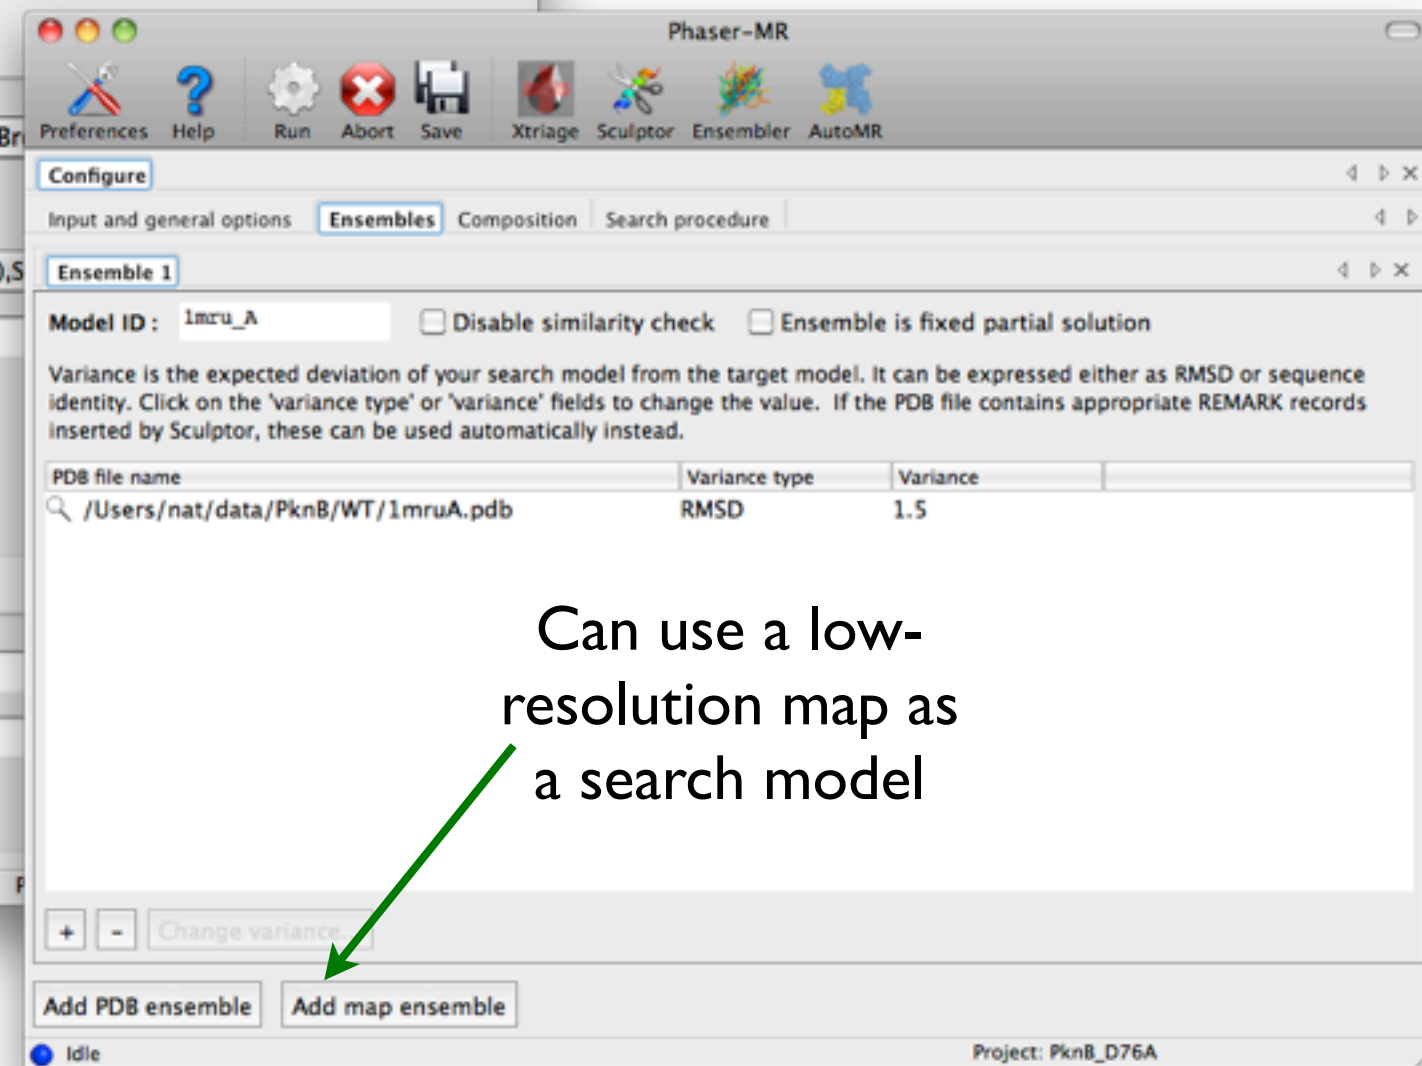 Phaser-MR
Preferences Help Run Abort Save Xtriage Sculptor Ensembler AutoMR
Configure
Input and general options Ensembles Composition Search procedure
Ensemble 1
Model ID : 1mru_A Disable similarity check Ensemble is fixed partial solution
Variance is the expected deviation of your search model from the target model. It can be expressed either as RMSD or sequence
identity. Click on the 'variance type' or 'variance' fields to change the value. If the PDB file contains appropriate REMARK records
inserted by Sculptor, these can be used automatically instead.
PDB file name Variance type Variance
/Users/nat/data/PknB/WT/1mruA.pdb RMSD 1.5
Can use a low-
resolution map as
a search model
+ - Change variance...
Add PDB ensemble Add map ensemble
Idle Project: PknB_D76A